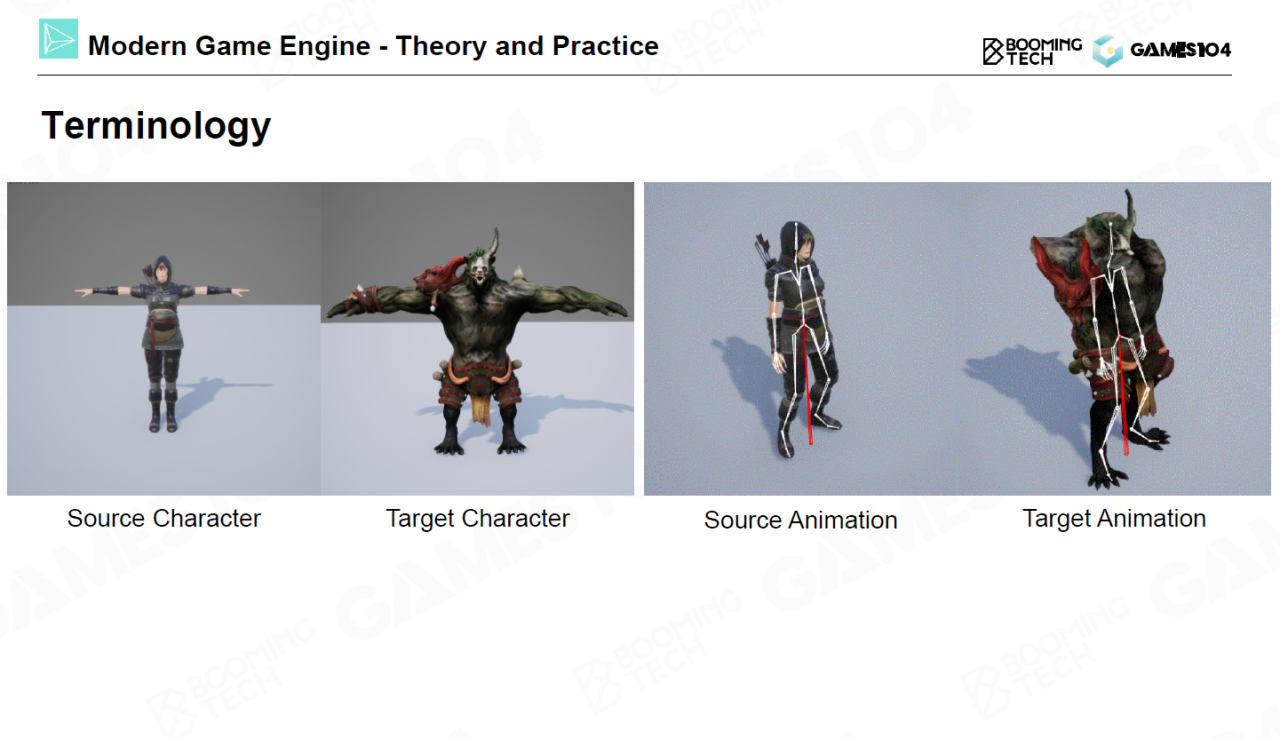 Modern Game Engine - Theory and Practice
BOOMING
TECH
GAMES104
Terminology
Source Character
Target Character
Source Animation
Target Animation